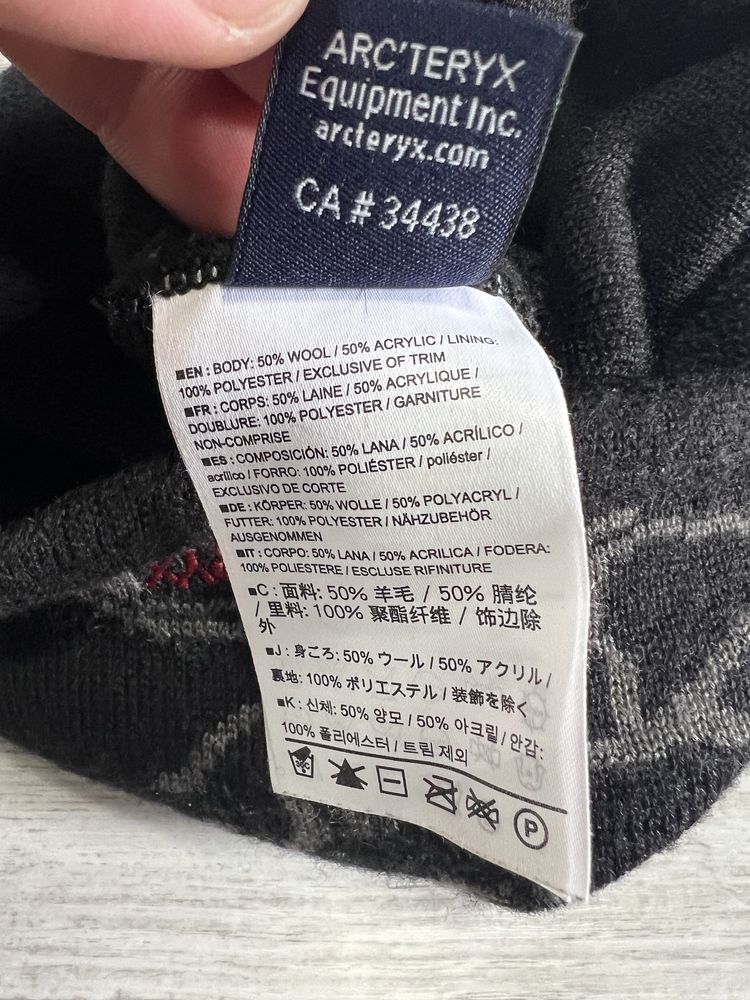 ARC'TERYX
Equipment Inc.
arcteryx.com
CA # 34438
■EN : BODY: 50% WOOL / 50% ACRYLIC / LINING:
100% POLYESTER / EXCLUSIVE OF TRIM
■FR : CORPS: 50% LAINE / 50% ACRYLIQUE /
DOUBLURE: 100% POLYESTER / GARNITURE
NON-COMPRISE
■ES : COMPOSICIÓN: 50% LANA / 50% ACRÍLICO /
acrílico / FORRO: 100% POLIÉSTER / poliéster /
EXCLUSIVO DE CORTE
■DE : KÖRPER: 50% WOLLE / 50% POLYACRYL /
FUTTER: 100% POLYESTER / NÄHZUBEHÖR
AUSGENOMMEN
■IT : CORPO: 50% LANA / 50% ACRILICA / FODERA:
100% POLIESTERE / ESCLUSE RIFINITURE
■C : 面料: 50% 羊毛 / 50% 腈纶
/ 里料: 100% 聚酯纤维 / 饰边除
外
■J : 身ごろ: 50% ウール / 50% アクリル /
裏地: 100% ポリエステル / 装飾を除く
■K : 신체: 50% 양모 / 50% 아크릴 / 안감:
100% 폴리에스터 / 트림 제외
30C P